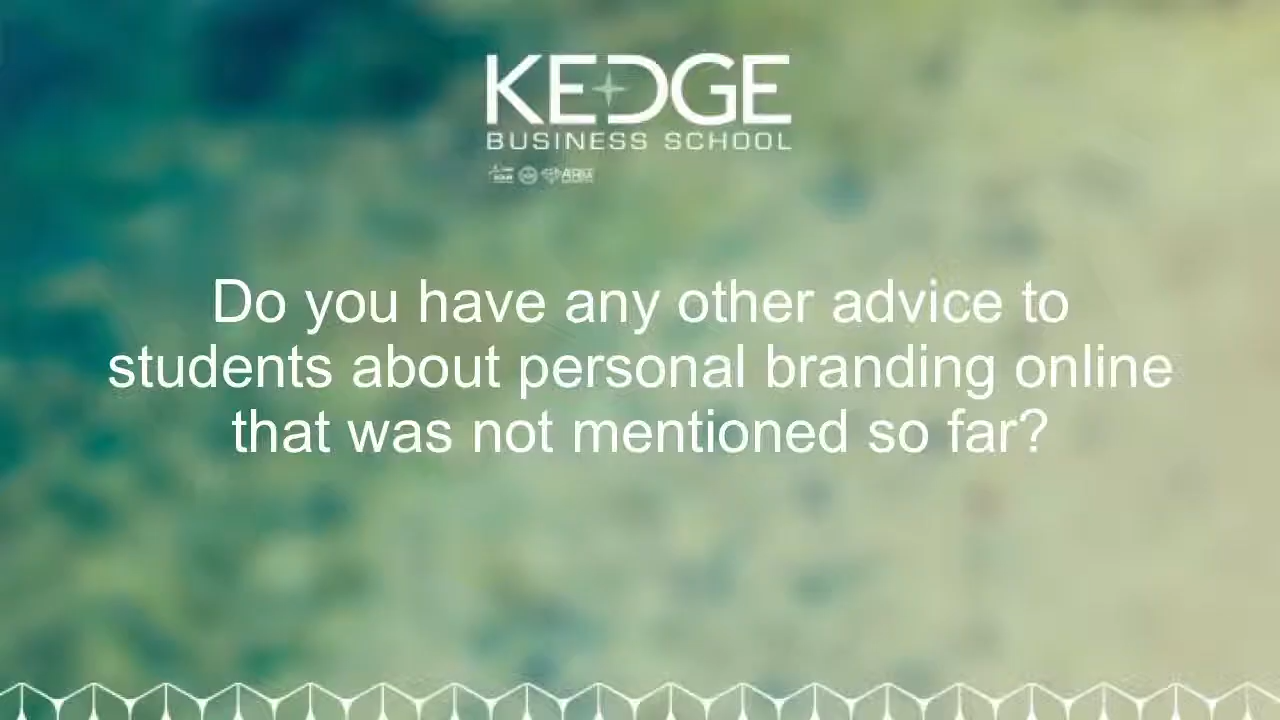 KEDGE
BUSINESS SCHOOL
Do you have any other advice to
students about personal branding online
that was not mentioned so far?